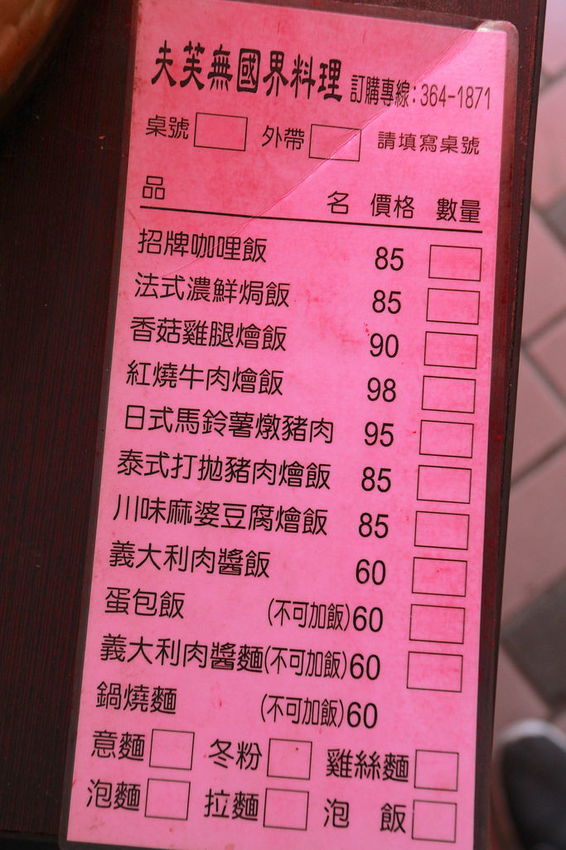 夫芙無國界料理 訂購專線:364-1871
桌號 外帶 請填寫桌號
品名 價格 數量
招牌咖哩飯 85
法式濃鮮焗飯 85
香菇雞腿燴飯 90
紅燒牛肉燴飯 98
日式馬鈴薯燉豬肉 95
泰式打拋豬肉燴飯 85
川味麻婆豆腐燴飯 85
義大利肉醬飯 60
蛋包飯 (不可加飯)60
義大利肉醬麵(不可加飯)60
鍋燒麵 (不可加飯)60
意麵 冬粉 雞絲麵
泡麵 拉麵 泡飯